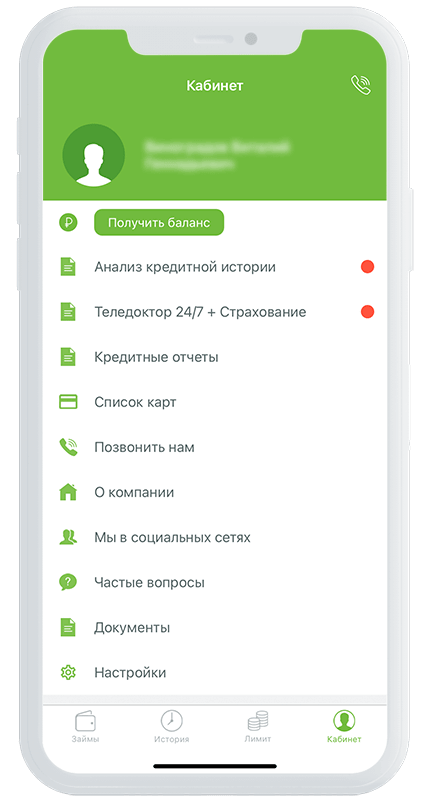 Кабинет
Получить баланс
Анализ кредитной истории
Теледоктор 24/7 + Страхование
Кредитные отчеты
Список карт
Позвонить нам
О компании
Мы в социальных сетях
Частые вопросы
Документы
Настройки
Займы
История
Лимит
Кабинет